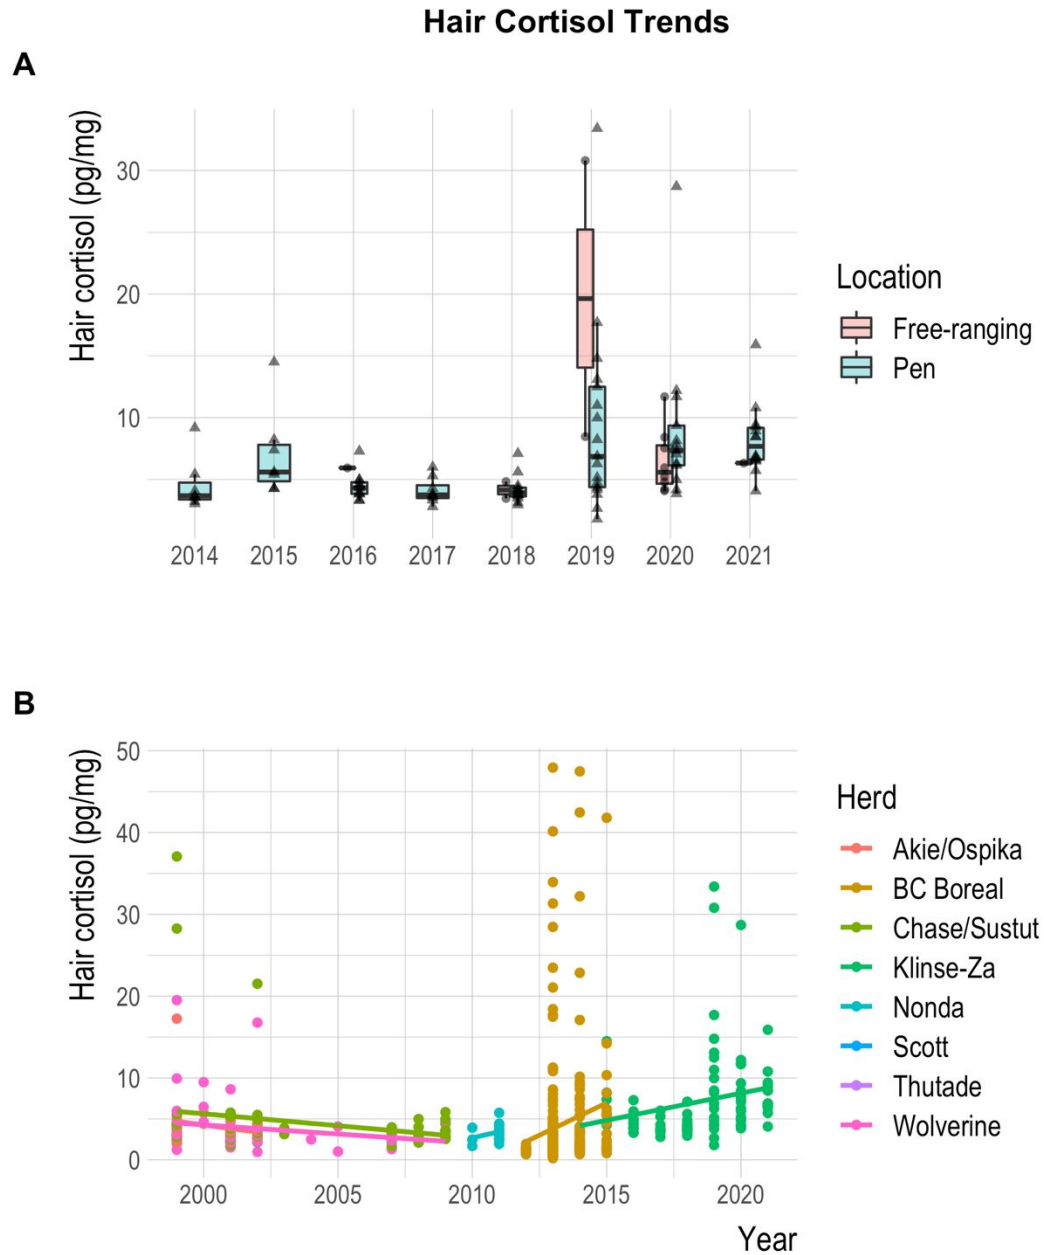 Hair Cortisol Trends
A
Hair cortisol (pg/mg)
30
20
10
2014 2015 2016 2017 2018 2019 2020 2021
Location
Free-ranging
Pen
B
Hair cortisol (pg/mg)
50
40
30
20
10
0
2000 2005 2010 2015 2020
Year
Herd
Akie/Ospika
BC Boreal
Chase/Sustut
Klinse-Za
Nonda
Scott
Thutade
Wolverine